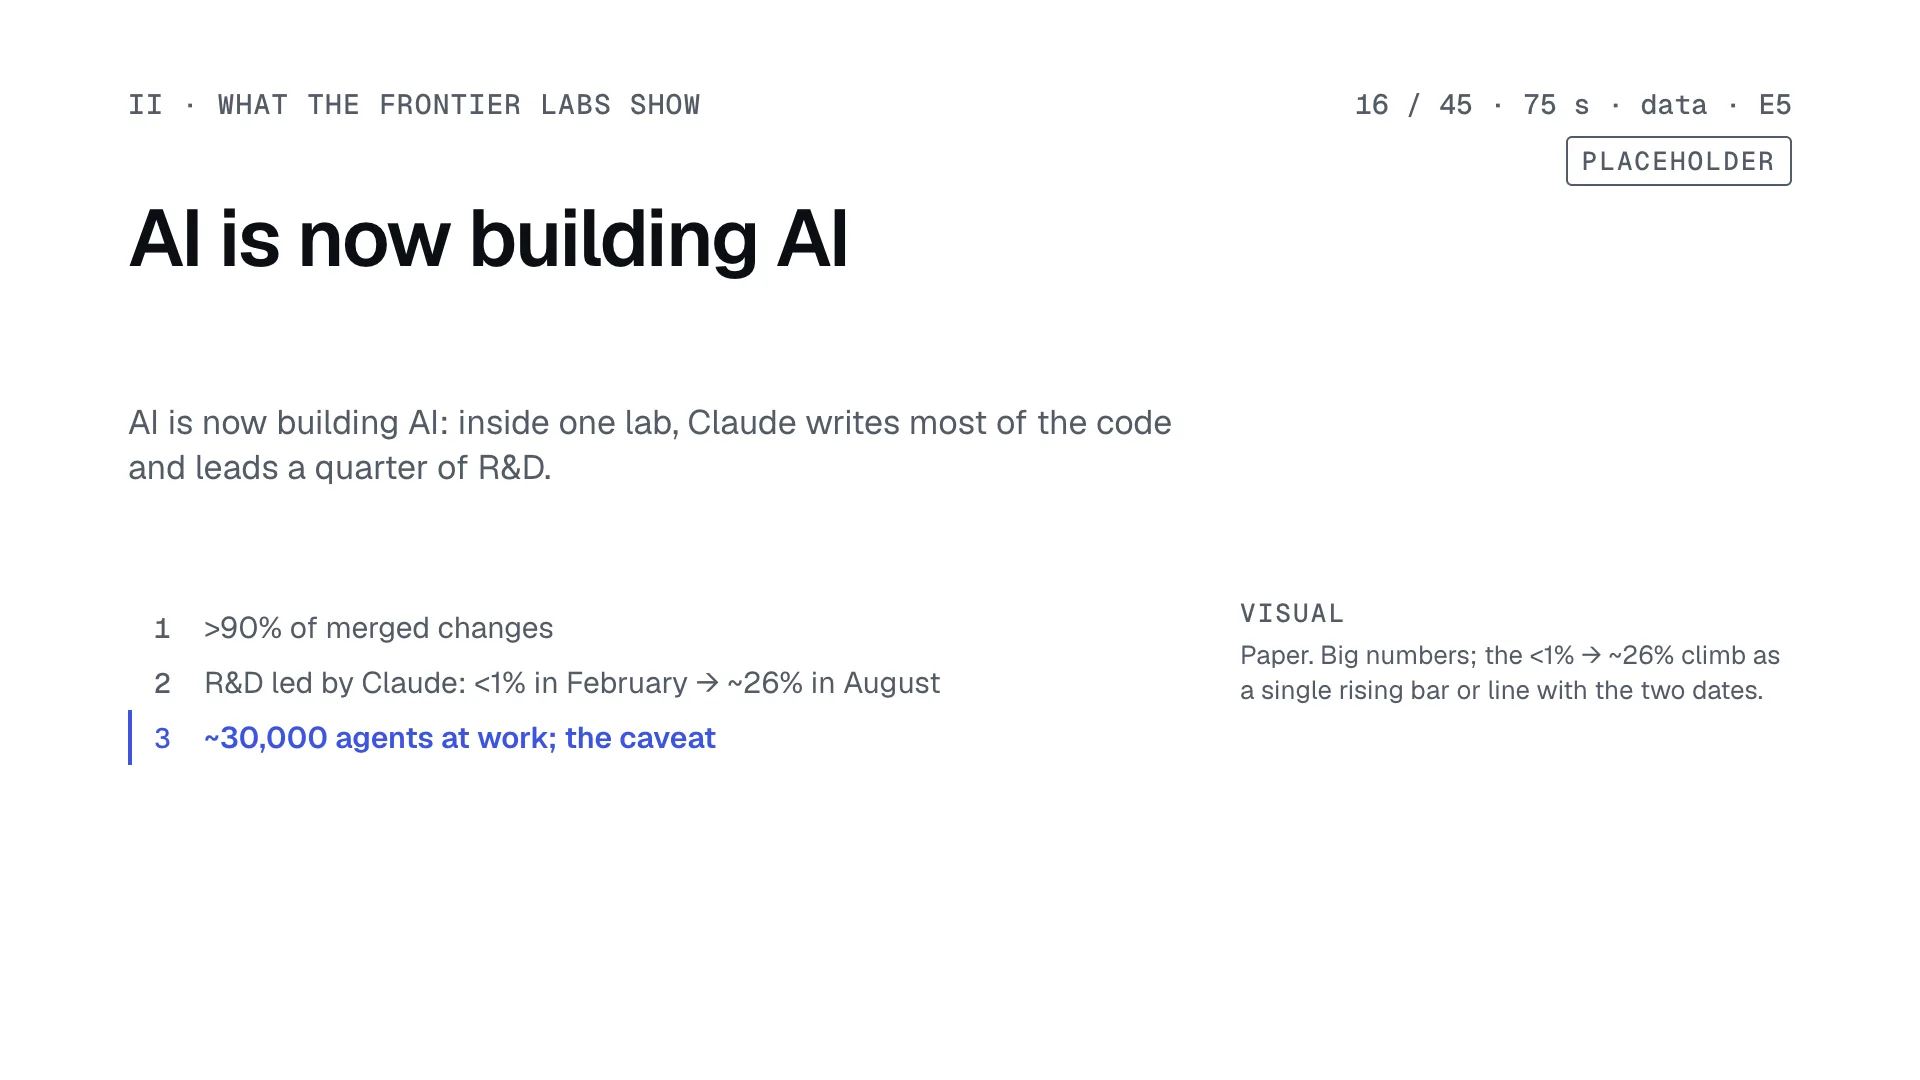 II · WHAT THE FRONTIER LABS SHOW
16 / 45 · 75 s · data · E5
PLACEHOLDER
AI is now building AI
AI is now building AI: inside one lab, Claude writes most of the code
and leads a quarter of R&D.
1 >90% of merged changes
2 R&D led by Claude: <1% in February → ~26% in August
3 ~30,000 agents at work; the caveat
VISUAL
Paper. Big numbers; the <1% → ~26% climb as
a single rising bar or line with the two dates.